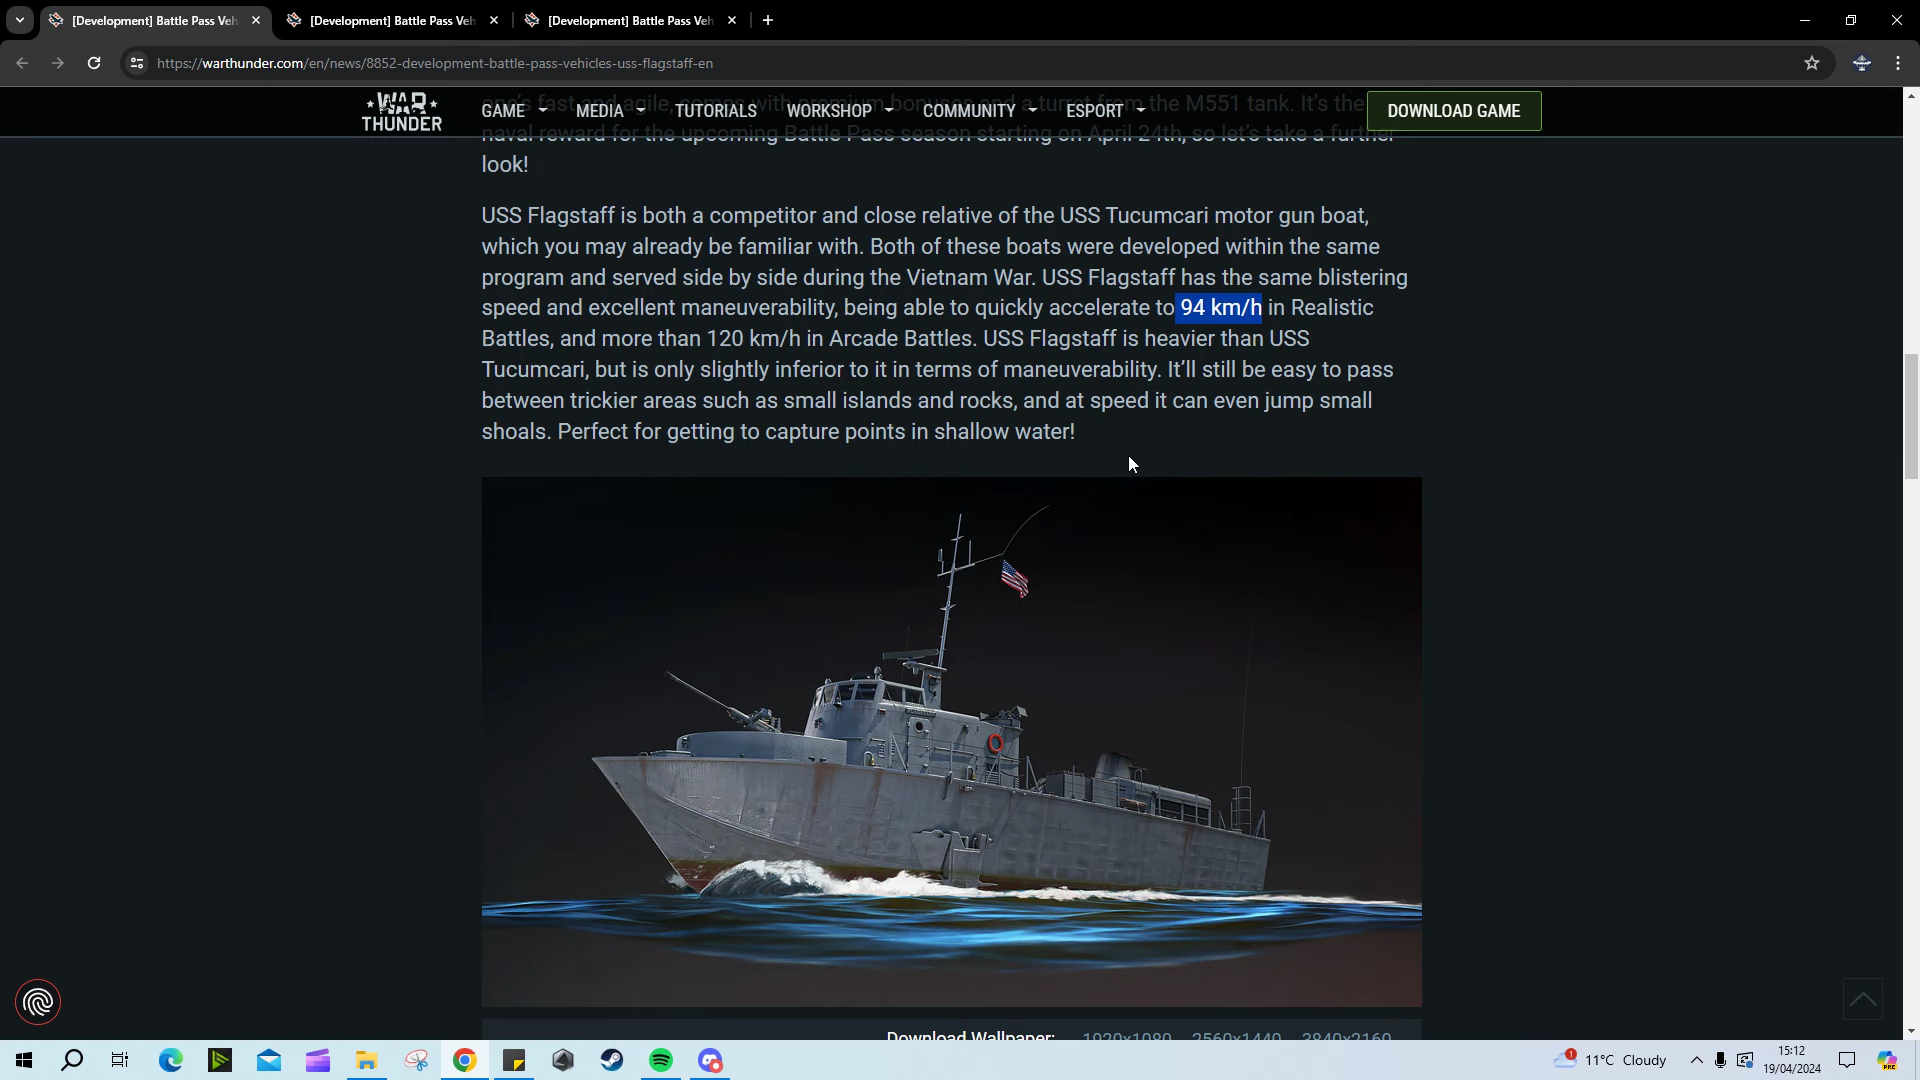 [Development] Battle Pass Veh
[Development] Battle Pass Veh
[Development] Battle Pass Veh
https://warthunder.com/en/news/8852-development-battle-pass-vehicles-uss-flagstaff-en
WAR
THUNDER
GAME
MEDIA
TUTORIALS
WORKSHOP
COMMUNITY
ESPORT
DOWNLOAD GAME
one's fast and agile, comes with premium bonuses and a turret from the M551 tank. It's the
naval reward for the upcoming Battle Pass season starting on April 24th, so let's take a further
look!
USS Flagstaff is both a competitor and close relative of the USS Tucumcari motor gun boat,
which you may already be familiar with. Both of these boats were developed within the same
program and served side by side during the Vietnam War. USS Flagstaff has the same blistering
speed and excellent maneuverability, being able to quickly accelerate to 94 km/h in Realistic
Battles, and more than 120 km/h in Arcade Battles. USS Flagstaff is heavier than USS
Tucumcari, but is only slightly inferior to it in terms of maneuverability. It'll still be easy to pass
between trickier areas such as small islands and rocks, and at speed it can even jump small
shoals. Perfect for getting to capture points in shallow water!
Download Wallpaper: 1920x1080 2560x1440 3840x2160
1
11°C Cloudy
15:12
19/04/2024
PRE